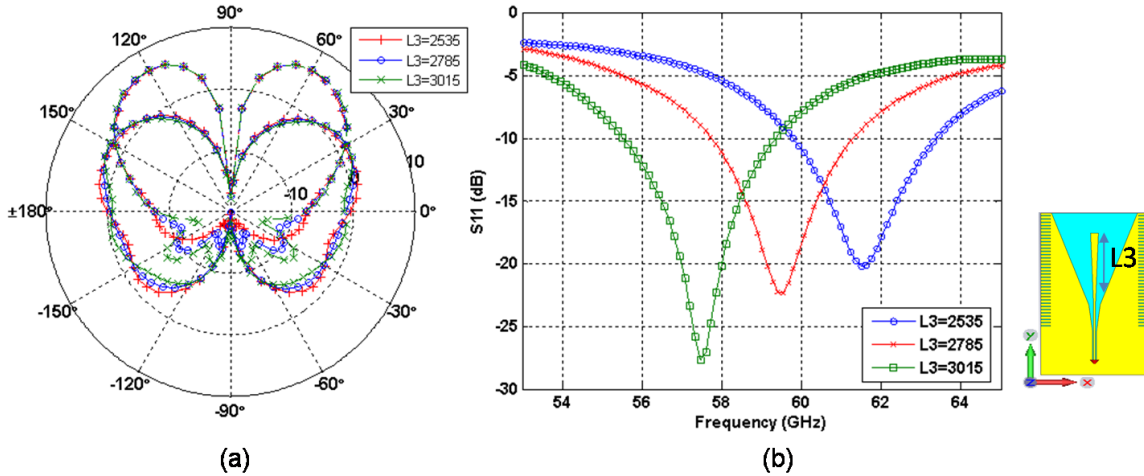 90°
120°
60°
150°
30°
10
0
-10
±180°
0°
-150°
-30°
-120°
-60°
-90°
L3=2535
L3=2785
L3=3015
(a)
0
-5
-10
-15
-20
-25
-30
S11 (dB)
54
56
58
60
62
64
Frequency (GHz)
L3=2535
L3=2785
L3=3015
(b)
L3
Y
Z
X